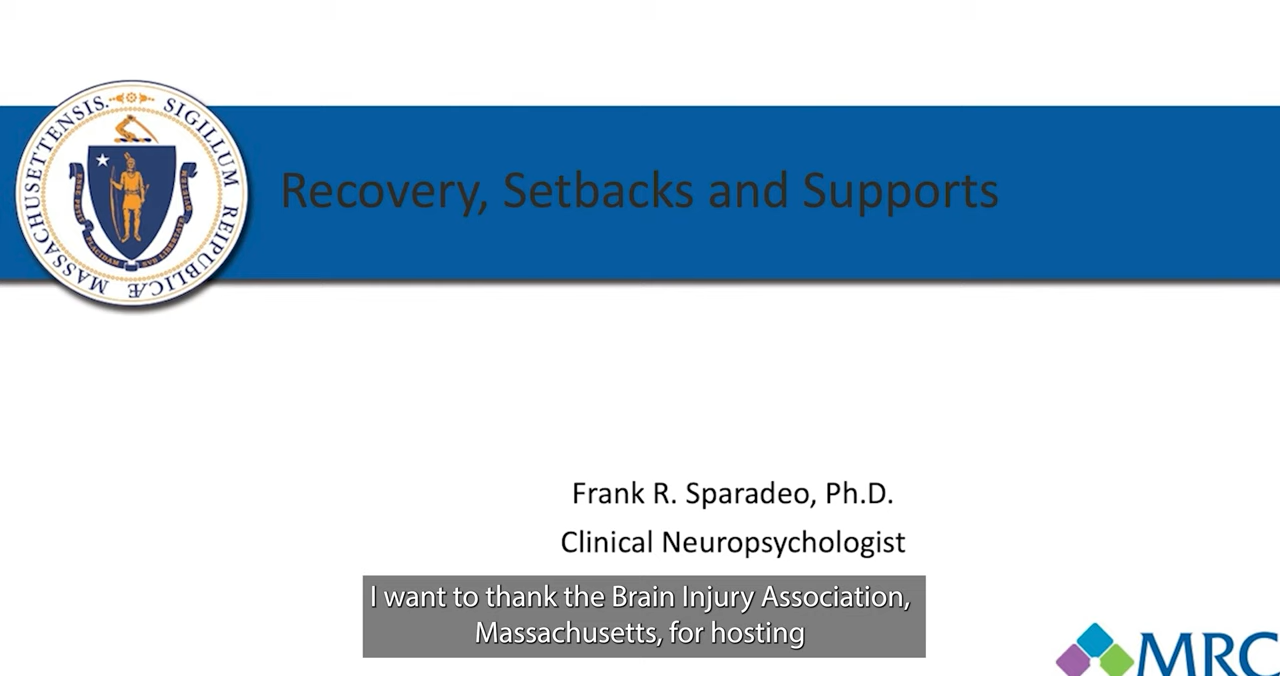 MASSACHUSETTENSIS. SIGILLUM REIPUBLICÆ
Recovery, Setbacks and Supports
Frank R. Sparadeo, Ph.D.
Clinical Neuropsychologist
I want to thank the Brain Injury Association,
Massachusetts, for hosting
MRC